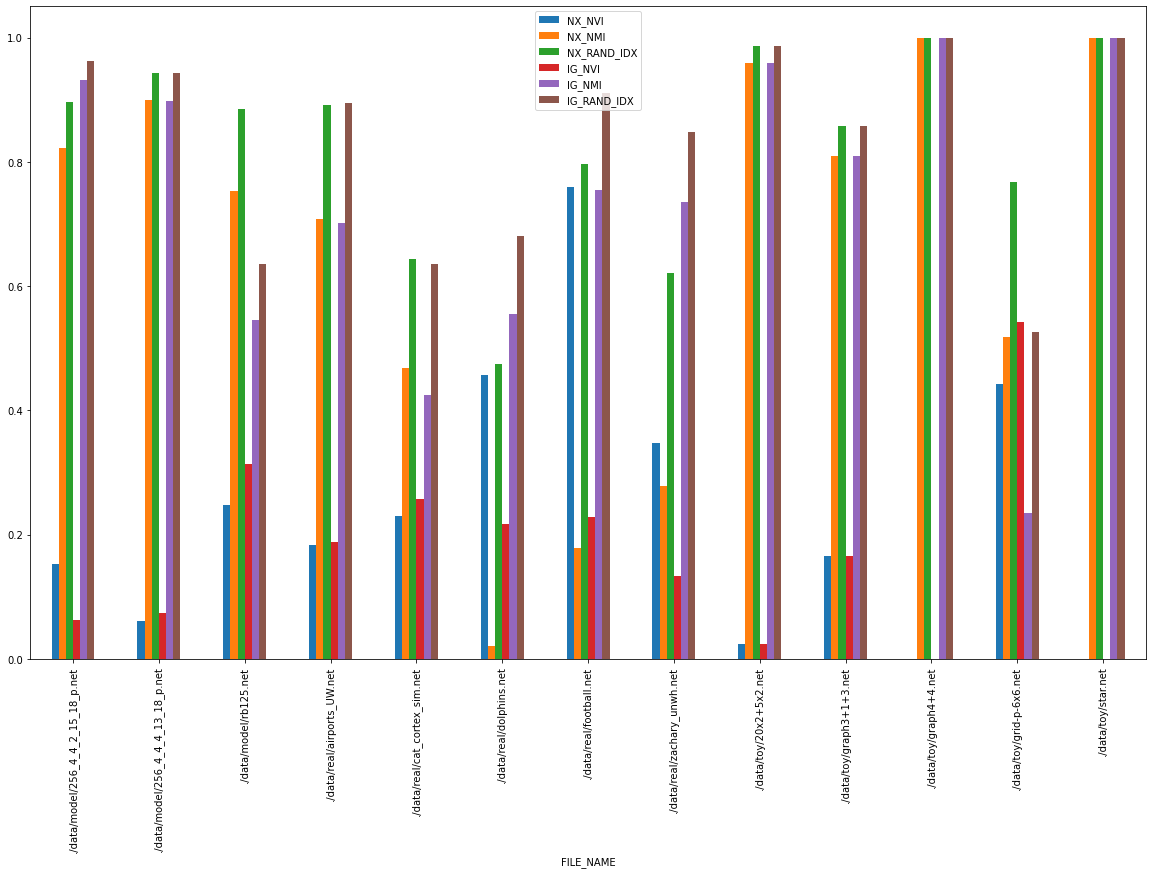 NX_NVI
NX_NMI
NX_RAND_IDX
IG_NVI
IG_NMI
IG_RAND_IDX
1.0
0.8
0.6
0.4
0.2
0.0
./data/model/256_4_4_2_15_18_p.net
./data/model/256_4_4_4_13_18_p.net
./data/model/rb125.net
./data/real/airports_UW.net
./data/real/cat_cortex_sim.net
./data/real/dolphins.net
./data/real/football.net
./data/real/zachary_unwh.net
./data/toy/20x2+5x2.net
./data/toy/graph3+1+3.net
./data/toy/graph4+4.net
./data/toy/grid-p-6x6.net
./data/toy/star.net
FILE_NAME